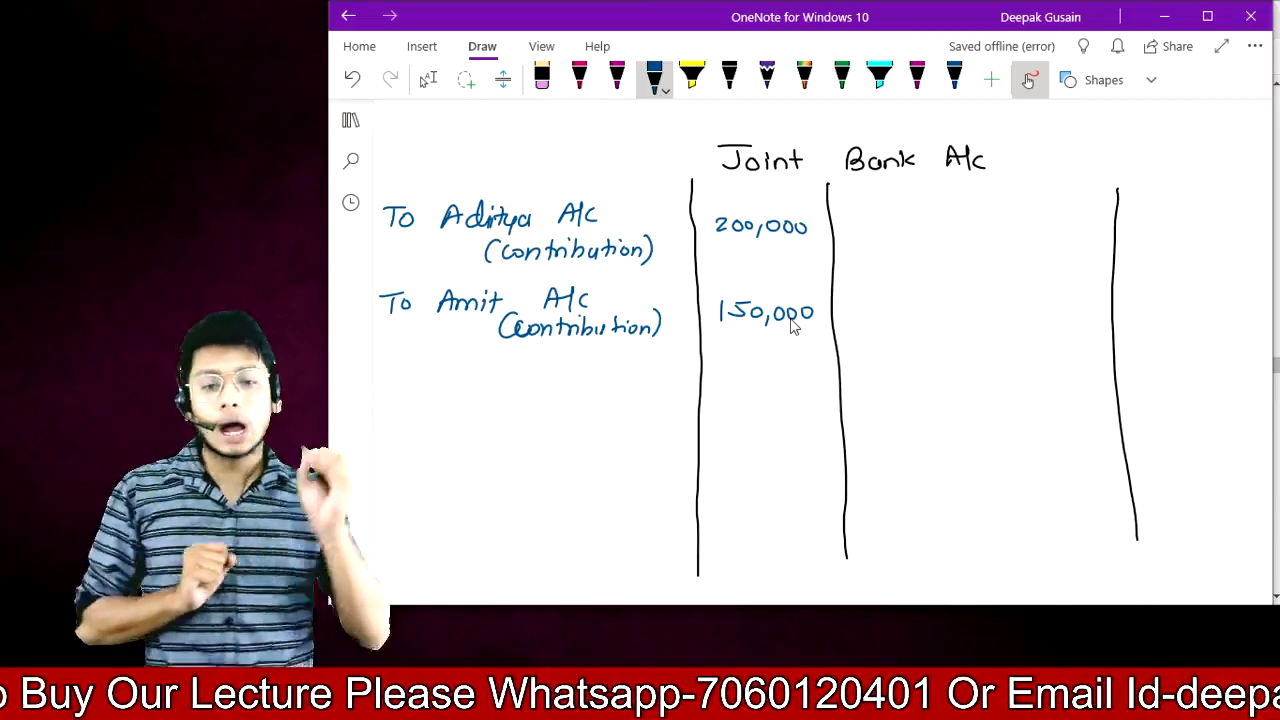 OneNote for Windows 10
Deepak Gusain
Home Insert Draw View Help
Saved offline (error)
Share
Shapes
Joint Bank A/c
To Aditya A/c
(contribution)
200,000
To Amit A/c
(contribution)
150,000
o Buy Our Lecture Please Whatsapp-7060120401 Or Email Id-deepa